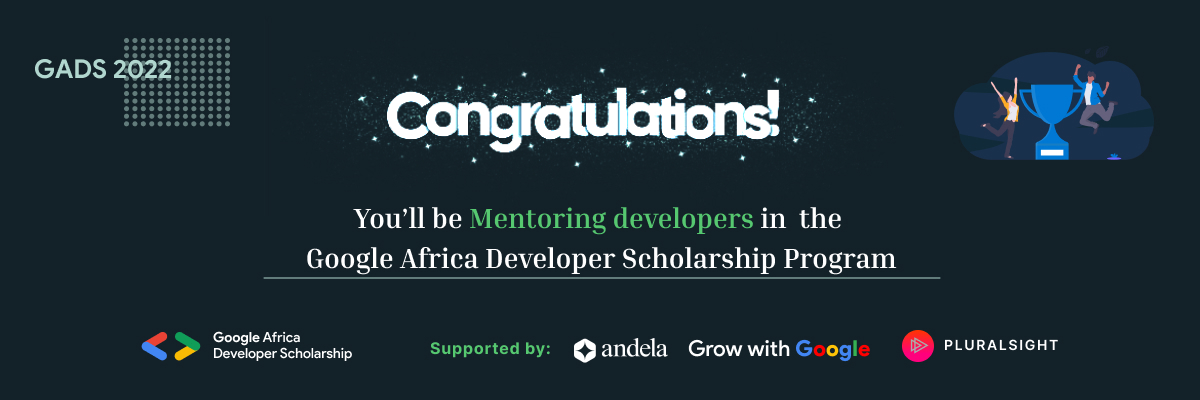 GADS 2022
Congratulations!
You’ll be Mentoring developers in the
Google Africa Developer Scholarship Program
Google Africa
Developer Scholarship
Supported by:
andela
Grow with Google
PLURALSIGHT